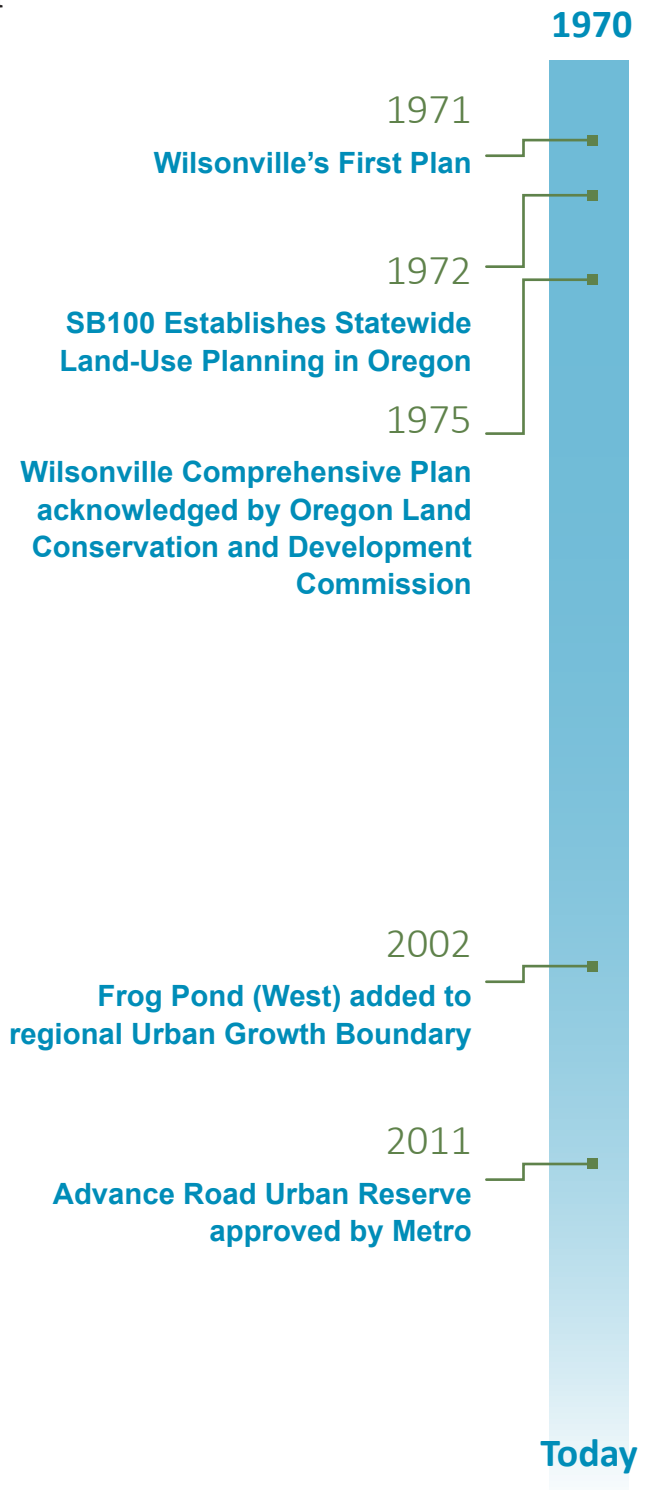 1970
1971
Wilsonville’s First Plan
1972
SB100 Establishes Statewide
Land-Use Planning in Oregon
1975
Wilsonville Comprehensive Plan
acknowledged by Oregon Land
Conservation and Development
Commission
2002
Frog Pond (West) added to
regional Urban Growth Boundary
2011
Advance Road Urban Reserve
approved by Metro
Today